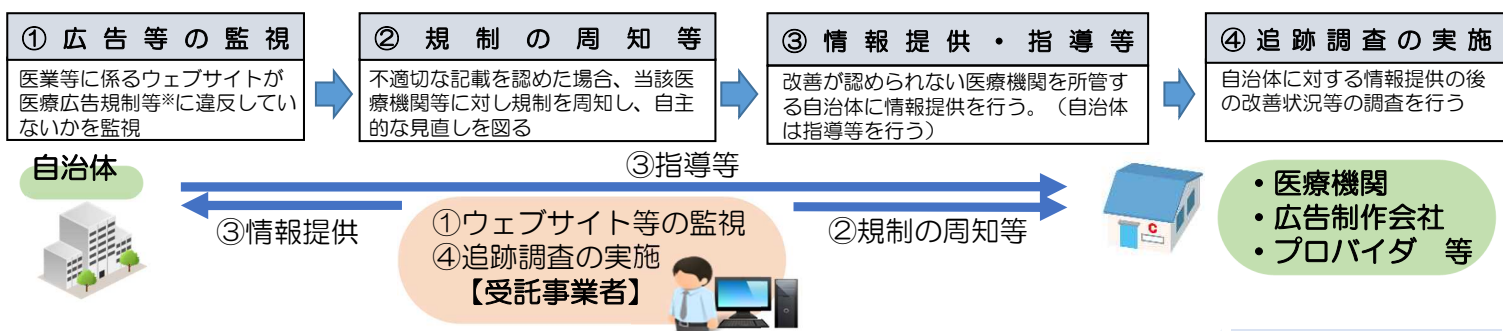 ①広告等の監視
医業等に係るウェブサイトが
医療広告規制等※に違反してい
ないかを監視
②規制の周知等
不適切な記載を認めた場合、当該医
療機関等に対し規制を周知し、自主
的な見直しを図る
③情報提供・指導等
改善が認められない医療機関を所管す
る自治体に情報提供を行う。（自治体
は指導等を行う）
④追跡調査の実施
自治体に対する情報提供の後
の改善状況等の調査を行う
自治体
③指導等
③情報提供
①ウェブサイト等の監視
④追跡調査の実施
【受託事業者】
②規制の周知等
C
・医療機関
・広告制作会社
・プロバイダ　等